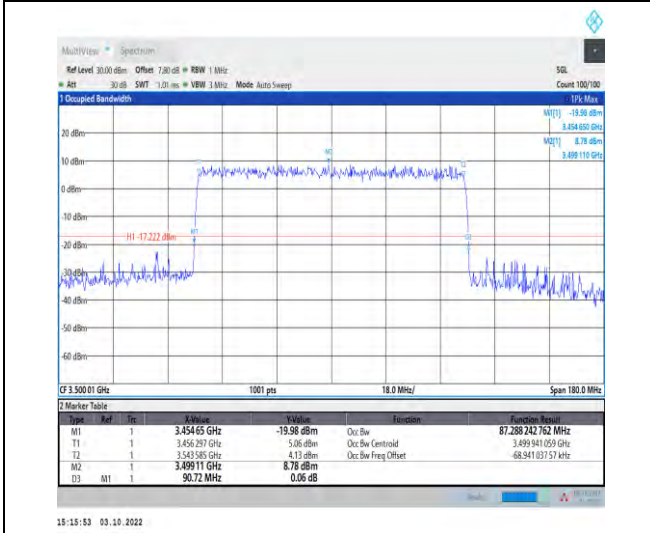 MultiView Spectrum
Ref Level 30.00 dBm Offset 7.80 dB RBW 1 MHz SGL
Att 30 dB SWT 1.01 ms VBW 3 MHz Mode Auto Sweep Count 100/100
1 Occupied Bandwidth 1Pk Max
M1[1] -19.98 dBm
3.454 650 GHz
20 dBm
M2[1] 8.78 dBm
3.499 110 GHz
10 dBm
0 dBm
-10 dBm
M1
H1 -17.222 dBm
-20 dBm
-30 dBm
-40 dBm
-50 dBm
-60 dBm
CF 3.500 01 GHz 1001 pts 18.0 MHz/ Span 180.0 MHz
2 Marker Table
Type Ref Trc X-Value Y-Value Function Function Result
M1 1 3.454 65 GHz -19.98 dBm Occ Bw 87.288 242 762 MHz
T1 1 3.456 297 GHz 5.06 dBm Occ Bw Centroid 3.499 941 059 GHz
T2 1 3.543 585 GHz 4.13 dBm Occ Bw Freq Offset -68.941 037 57 kHz
M2 1 3.499 11 GHz 8.78 dBm
D3 M1 1 90.72 MHz 0.06 dB
15:15:53 03.10.2022